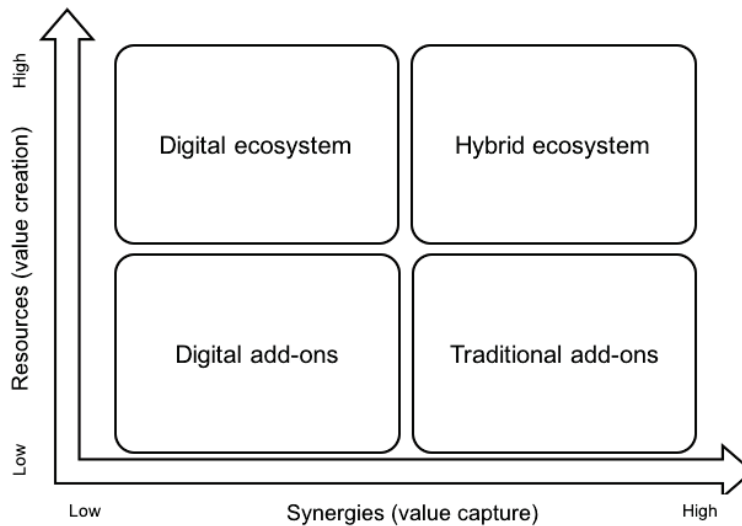 High
Digital ecosystem
Hybrid ecosystem
Resources (value creation)
Digital add-ons
Traditional add-ons
Low
Low
Synergies (value capture)
High